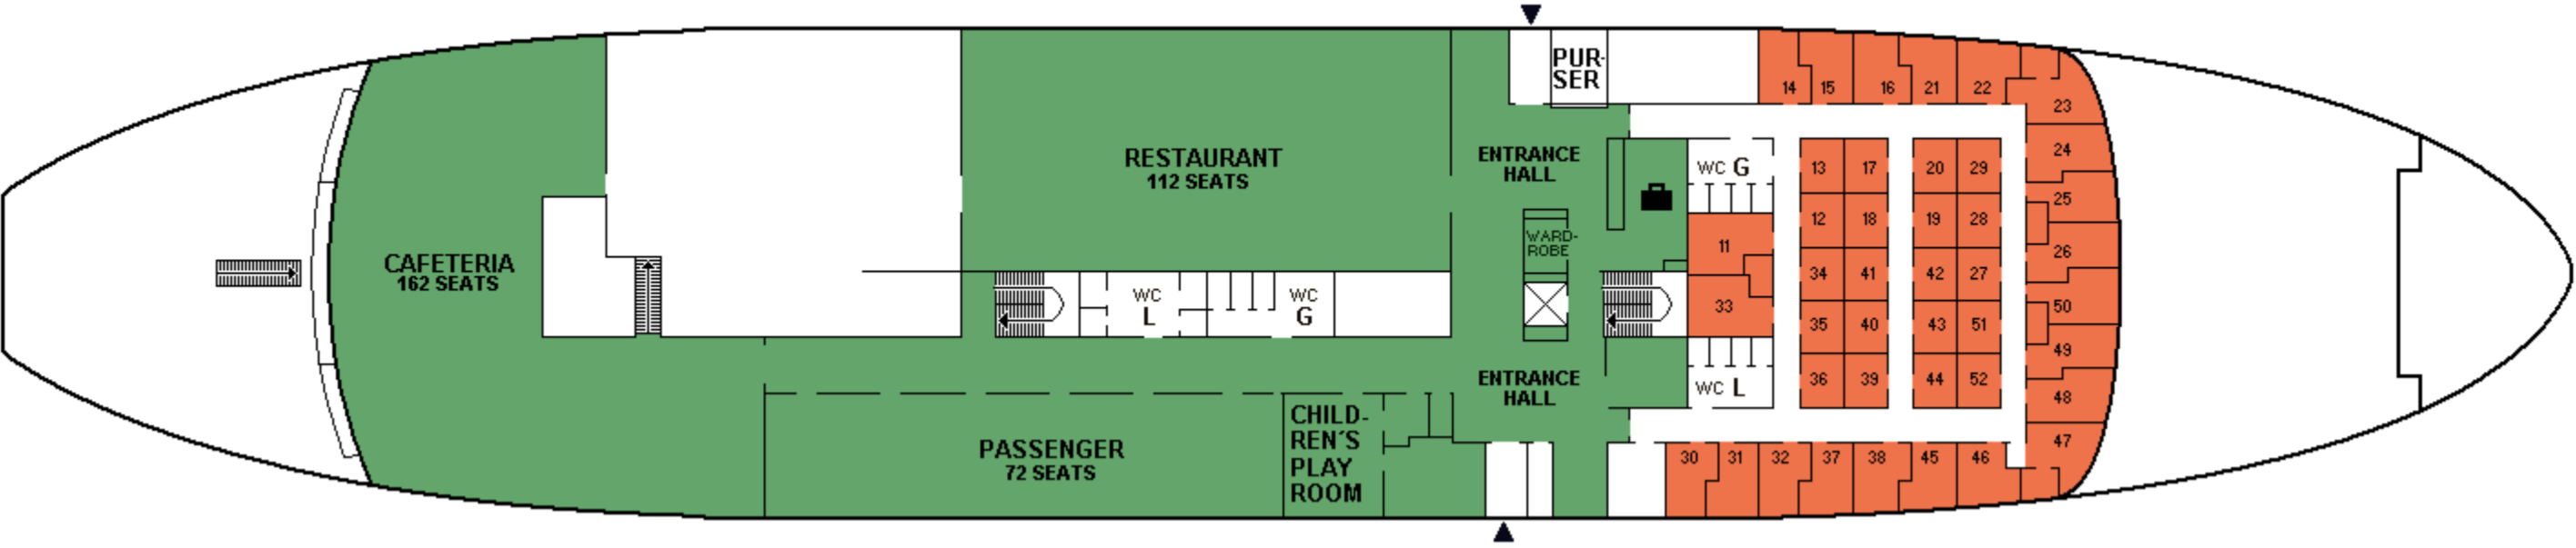 PUR-
SER
14
15
16
21
22
23
24
25
26
50
49
48
47
RESTAURANT
112 SEATS
ENTRANCE
HALL
WC G
13
17
20
29
12
18
19
28
11
34
41
42
27
33
35
40
43
51
36
39
44
52
WARD-
ROBE
CAFETERIA
162 SEATS
WC
L
WC
G
WC L
ENTRANCE
HALL
CHILD-
REN'S
PLAY
ROOM
PASSENGER
72 SEATS
30
31
32
37
38
45
46